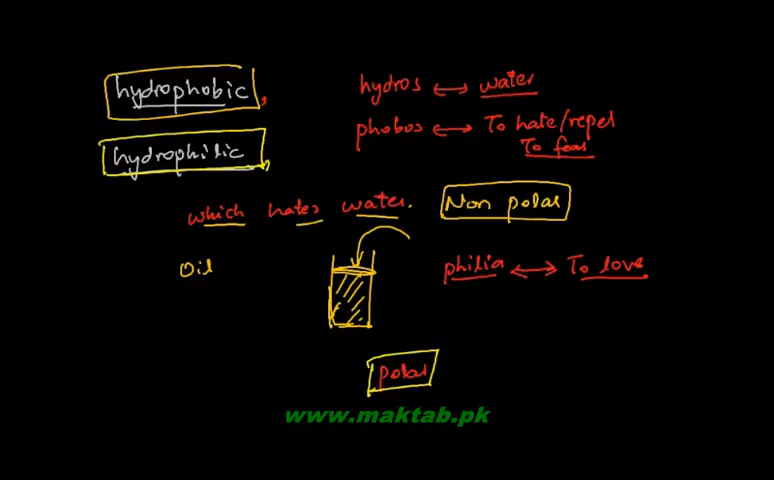 hydrophobic,
hydros ↔ water
phobos ↔ To hate/repel
To fear
hydrophilic,
which hates water.
Non polar
Oil
philia ↔ To love
polar
www.maktab.pk